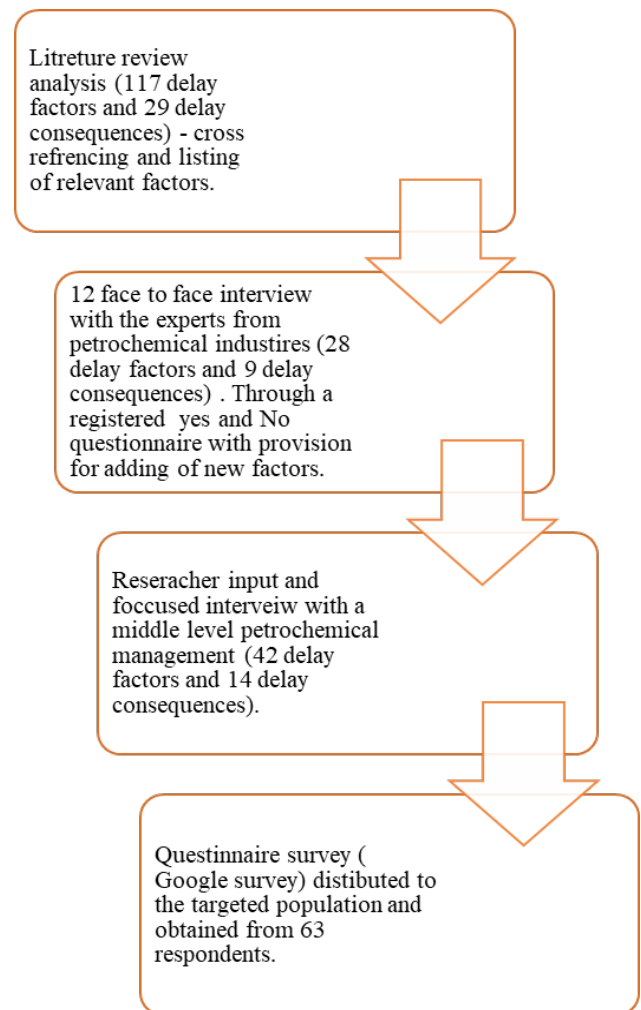 Litreture review
analysis (117 delay
factors and 29 delay
consequences) - cross
refrencing and listing
of relevant factors.
12 face to face interview
with the experts from
petrochemical industires (28
delay factors and 9 delay
consequences) . Through a
registered  yes and No
questionnaire with provision
for adding of new factors.
Reseracher input and
foccused interveiw with a
middle level petrochemical
management (42 delay
factors and 14 delay
consequences).
Questinnaire survey (
Google survey) distibuted to
the targeted population and
obtained from 63
respondents.